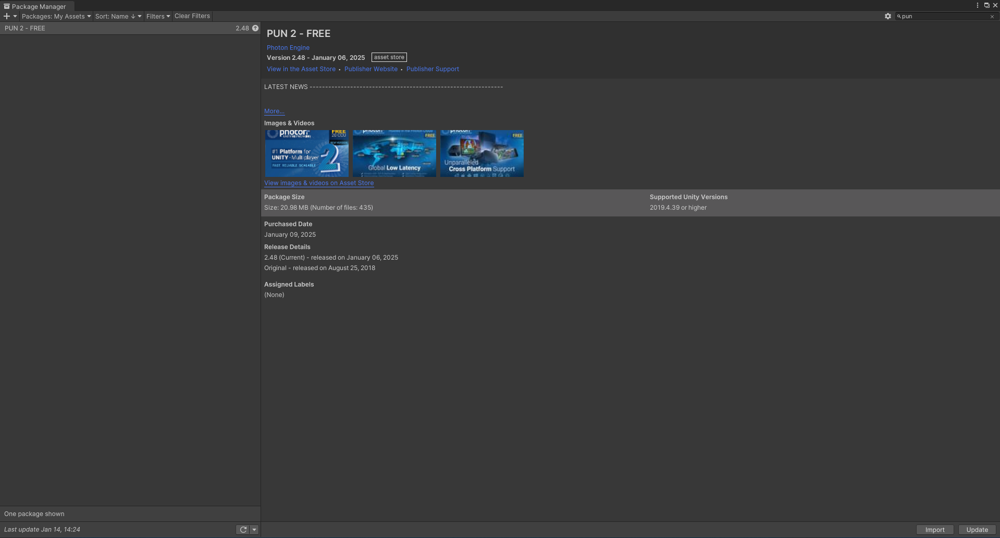 Package Manager
Packages: My Assets
Sort: Name ↓
Filters
Clear Filters
pun
PUN 2 - FREE
2.48
PUN 2 - FREE
Photon Engine
Version 2.48 - January 06, 2025
asset store
View in the Asset Store • Publisher Website • Publisher Support
LATEST NEWS --------------------------------------------------------------
More...
Images & Videos
photon
UNITY NETWORKING
FREE
20 CCU
NEW VERSION
#1 Platform for
UNITY - Multiplayer
2
FAST. RELIABLE. SCALABLE.
FREE
Global Low Latency
photon
FREE
Unparalleled
Cross Platform Support
View images & videos on Asset Store
Package Size
Size: 20.98 MB (Number of files: 435)
Supported Unity Versions
2019.4.39 or higher
Purchased Date
January 09, 2025
Release Details
2.48 (Current) - released on January 06, 2025
Original - released on August 25, 2018
Assigned Labels
(None)
One package shown
Last update Jan 14, 14:24
Import
Update